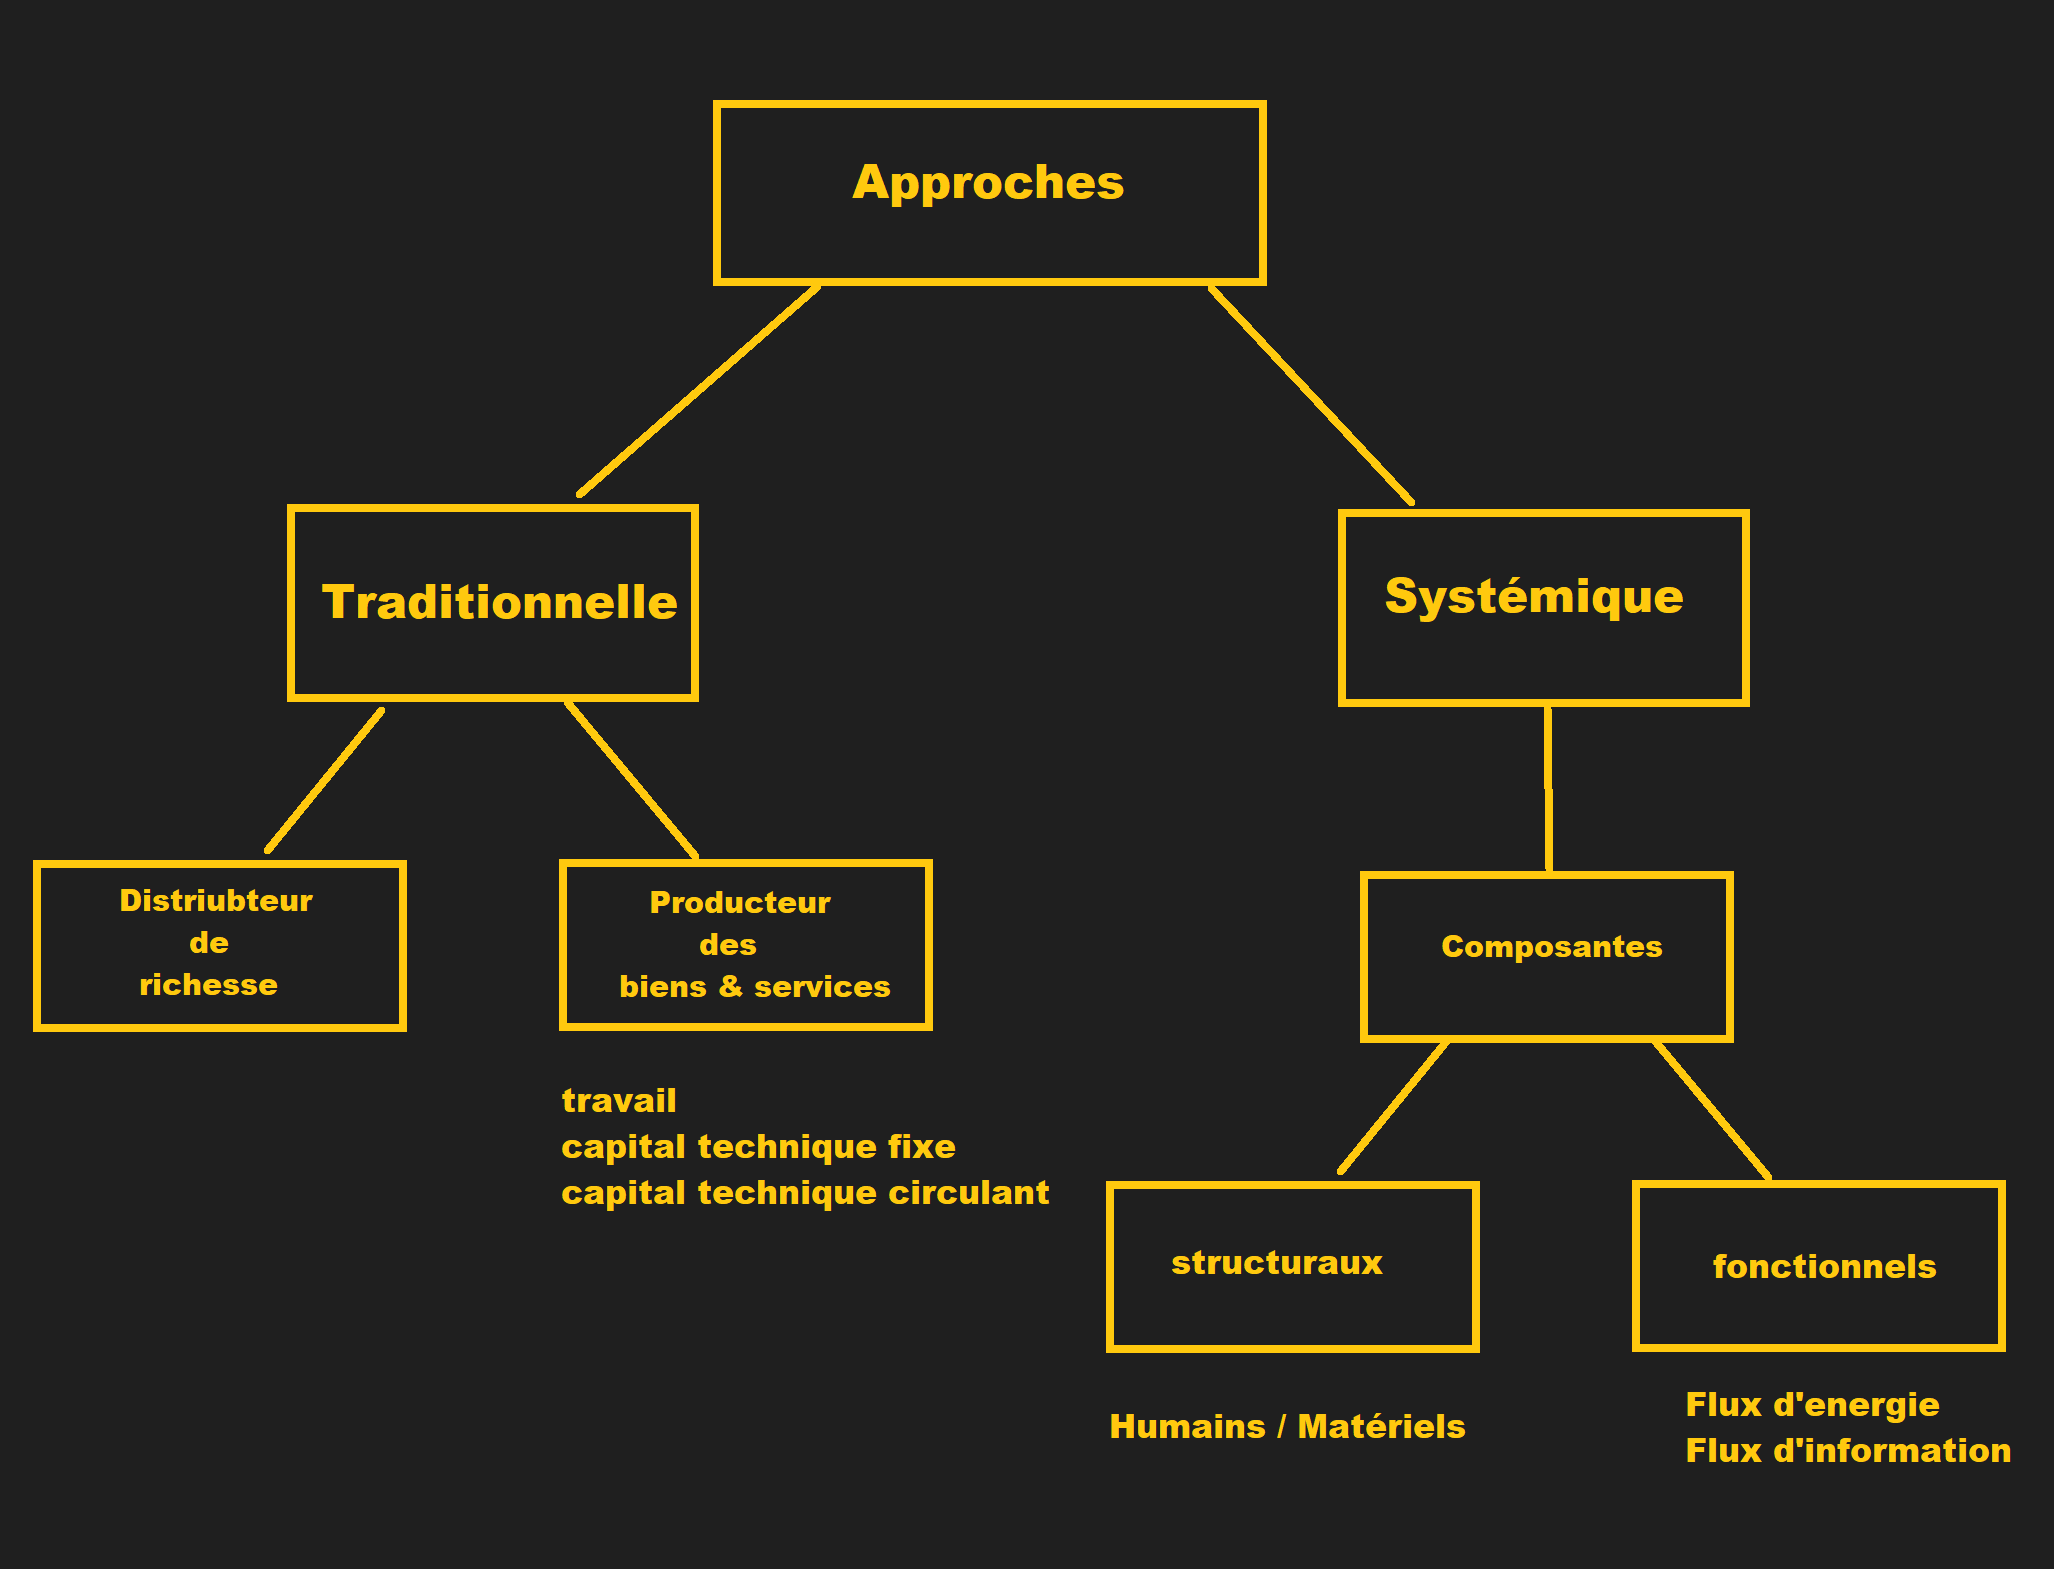 Approches
Traditionnelle
Systémique
Distriubteur
de
richesse
Producteur
des
biens & services
Composantes
travail
capital technique fixe
capital technique circulant
structuraux
fonctionnels
Humains / Matériels
Flux d'energie
Flux d'information